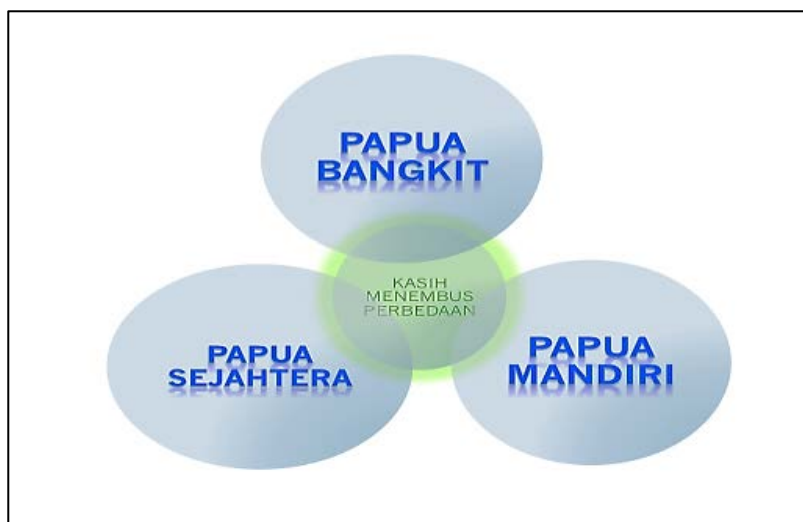 PAPUA
BANGKIT
KASIH
MENEMBUS
PERBEDAAN
PAPUA
SEJAHTERA
PAPUA
MANDIRI